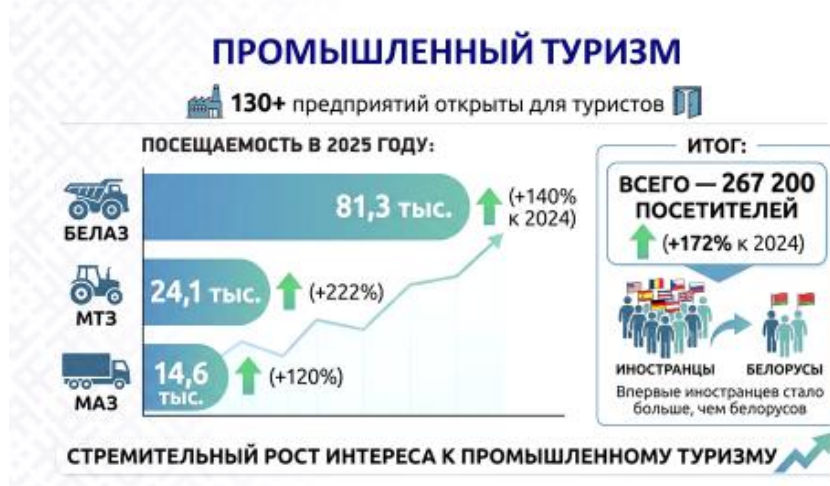 ПРОМЫШЛЕННЫЙ ТУРИЗМ
130+ предприятий открыты для туристов
ПОСЕЩАЕМОСТЬ В 2025 ГОДУ:
БЕЛАЗ
81,3 тыс.
(+140%
к 2024)
МТЗ
24,1 тыс.
(+222%)
МАЗ
14,6
тыс.
(+120%)
ИТОГ:
ВСЕГО — 267 200
ПОСЕТИТЕЛЕЙ
(+172% к 2024)
ИНОСТРАНЦЫ
БЕЛОРУСЫ
Впервые иностранцев стало
больше, чем белорусов
СТРЕМИТЕЛЬНЫЙ РОСТ ИНТЕРЕСА К ПРОМЫШЛЕННОМУ ТУРИЗМУ